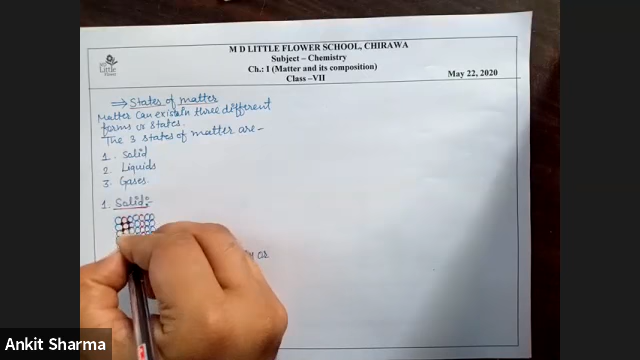 M D LITTLE FLOWER SCHOOL, CHIRAWA
Subject – Chemistry
Ch.: I (Matter and its composition)
Class –VII
May 22, 2020
Little
⇒ States of matter
Matter Can exist in three different
forms or states.
The 3 states of matter are –
1. Solid
2. Liquids
3. Gases.
1. Solid:-
as
Ankit Sharma